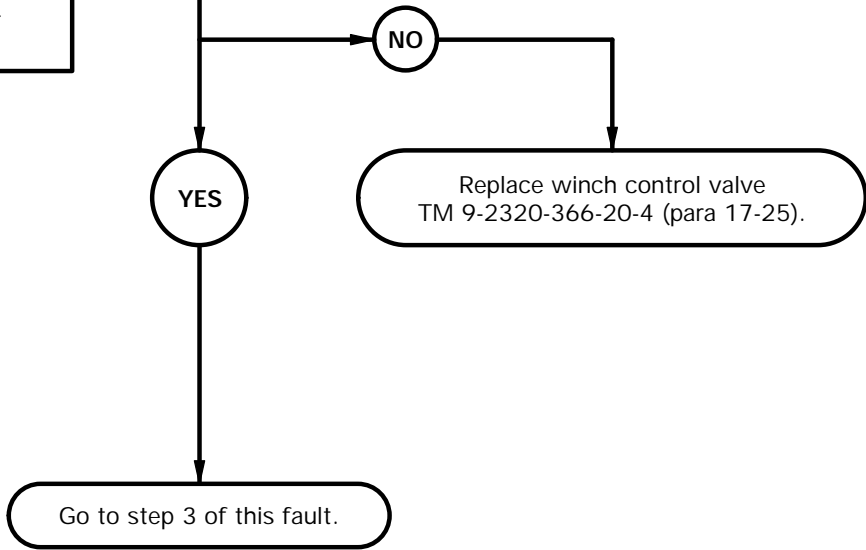 NO
YES
Replace winch control valve
TM 9-2320-366-20-4 (para 17-25).
Go to step 3 of this fault.